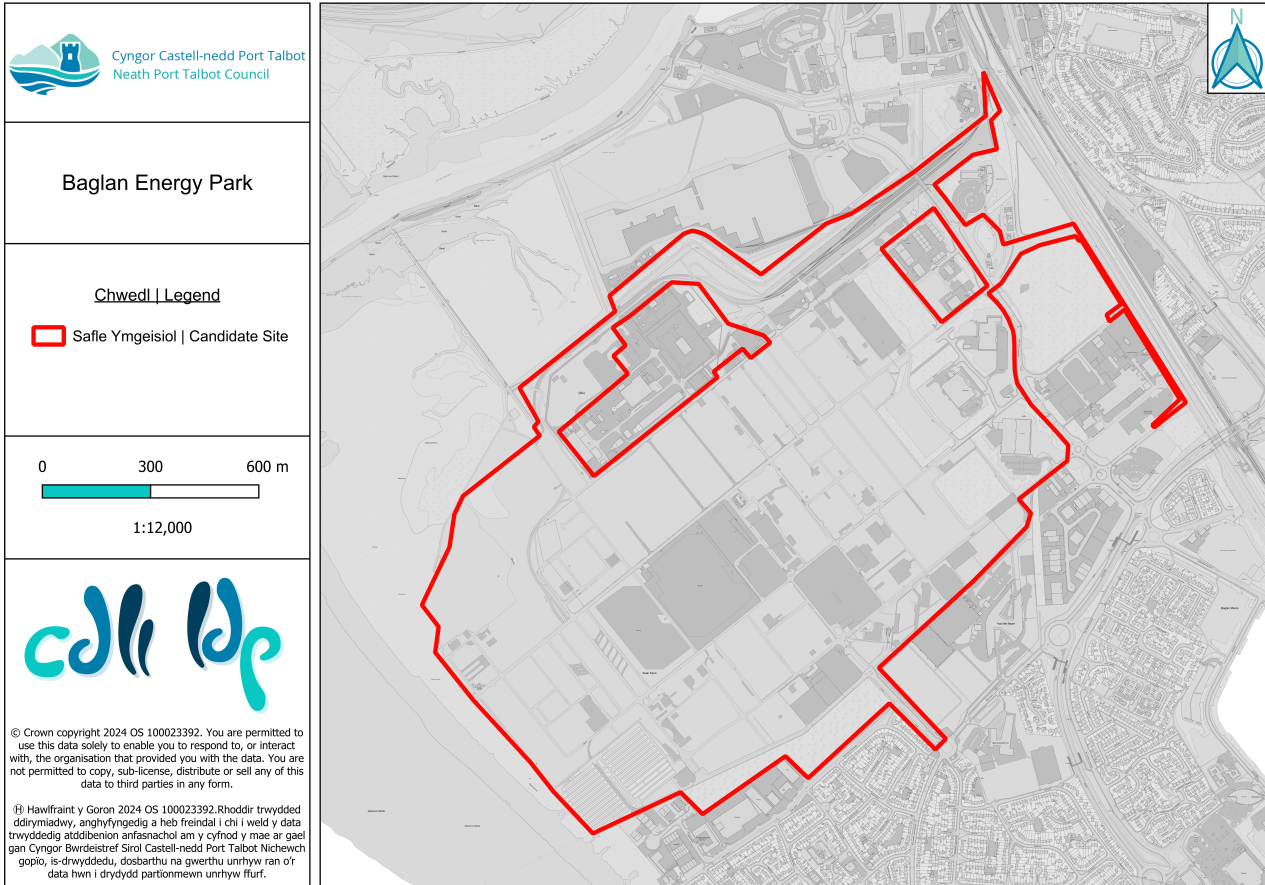 Cyngor Castell-nedd Port Talbot
Neath Port Talbot Council
Baglan Energy Park
Chwedl | Legend
Safle Ymgeisiol | Candidate Site
0 300 600 m
1:12,000
cdll ldp
© Crown copyright 2024 OS 100023392. You are permitted to
use this data solely to enable you to respond to, or interact
with, the organisation that provided you with the data. You are
not permitted to copy, sub-license, distribute or sell any of this
data to third parties in any form.
Ⓗ Hawlfraint y Goron 2024 OS 100023392.Rhoddir trwydded
ddirymiadwy, anghyfyngedig a heb freindal i chi i weld y data
trwyddedig atddibenion anfasnachol am y cyfnod y mae ar gael
gan Cyngor Bwrdeistref Sirol Castell-nedd Port Talbot Nichewch
gopïo, is-drwyddedu, dosbarthu na gwerthu unrhyw ran o'r
data hwn i drydydd partïonmewn unrhyw ffurf.
N